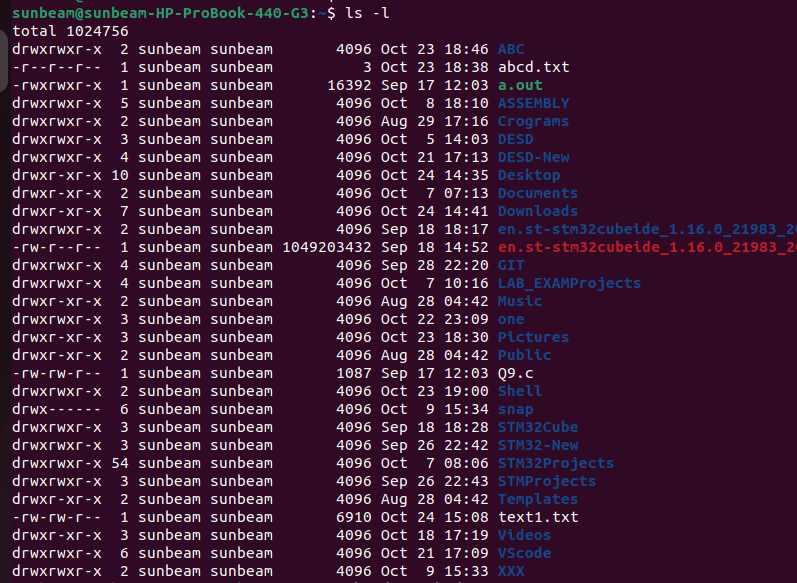 sunbeam@sunbeam-HP-ProBook-440-G3:~$ ls -l
total 1024756
drwxrwxr-x  2 sunbeam sunbeam       4096 Oct 23 18:46 ABC
-r--r--r--  1 sunbeam sunbeam          3 Oct 23 18:38 abcd.txt
-rwxrwxr-x  1 sunbeam sunbeam      16392 Sep 17 12:03 a.out
drwxrwxr-x  5 sunbeam sunbeam       4096 Oct  8 18:10 ASSEMBLY
drwxrwxr-x  2 sunbeam sunbeam       4096 Aug 29 17:16 Crograms
drwxrwxr-x  3 sunbeam sunbeam       4096 Oct  5 14:03 DESD
drwxrwxr-x  4 sunbeam sunbeam       4096 Oct 21 17:13 DESD-New
drwxr-xr-x 10 sunbeam sunbeam       4096 Oct 24 14:35 Desktop
drwxr-xr-x  2 sunbeam sunbeam       4096 Oct  7 07:13 Documents
drwxr-xr-x  7 sunbeam sunbeam       4096 Oct 24 14:41 Downloads
drwxrwxr-x  2 sunbeam sunbeam       4096 Sep 18 18:17 en.st-stm32cubeide_1.16.0_21983_20
-rw-r--r--  1 sunbeam sunbeam 1049203432 Sep 18 14:52 en.st-stm32cubeide_1.16.0_21983_20
drwxrwxr-x  4 sunbeam sunbeam       4096 Sep 28 22:20 GIT
drwxrwxr-x  4 sunbeam sunbeam       4096 Oct  7 10:16 LAB_EXAMProjects
drwxr-xr-x  2 sunbeam sunbeam       4096 Aug 28 04:42 Music
drwxrwxr-x  3 sunbeam sunbeam       4096 Oct 22 23:09 one
drwxr-xr-x  3 sunbeam sunbeam       4096 Oct 23 18:30 Pictures
drwxr-xr-x  2 sunbeam sunbeam       4096 Aug 28 04:42 Public
-rw-rw-r--  1 sunbeam sunbeam       1087 Sep 17 12:03 Q9.c
drwxrwxr-x  2 sunbeam sunbeam       4096 Oct 23 19:00 Shell
drwx------  6 sunbeam sunbeam       4096 Oct  9 15:34 snap
drwxrwxr-x  3 sunbeam sunbeam       4096 Sep 18 18:28 STM32Cube
drwxrwxr-x  3 sunbeam sunbeam       4096 Sep 26 22:42 STM32-New
drwxrwxr-x 54 sunbeam sunbeam       4096 Oct  7 08:06 STM32Projects
drwxrwxr-x  3 sunbeam sunbeam       4096 Sep 26 22:43 STMProjects
drwxr-xr-x  2 sunbeam sunbeam       4096 Aug 28 04:42 Templates
-rw-rw-r--  1 sunbeam sunbeam       6910 Oct 24 15:08 text1.txt
drwxr-xr-x  3 sunbeam sunbeam       4096 Oct 18 17:19 Videos
drwxrwxr-x  6 sunbeam sunbeam       4096 Oct 21 17:09 VScode
drwxrwxr-x  2 sunbeam sunbeam       4096 Oct  9 15:33 XXX